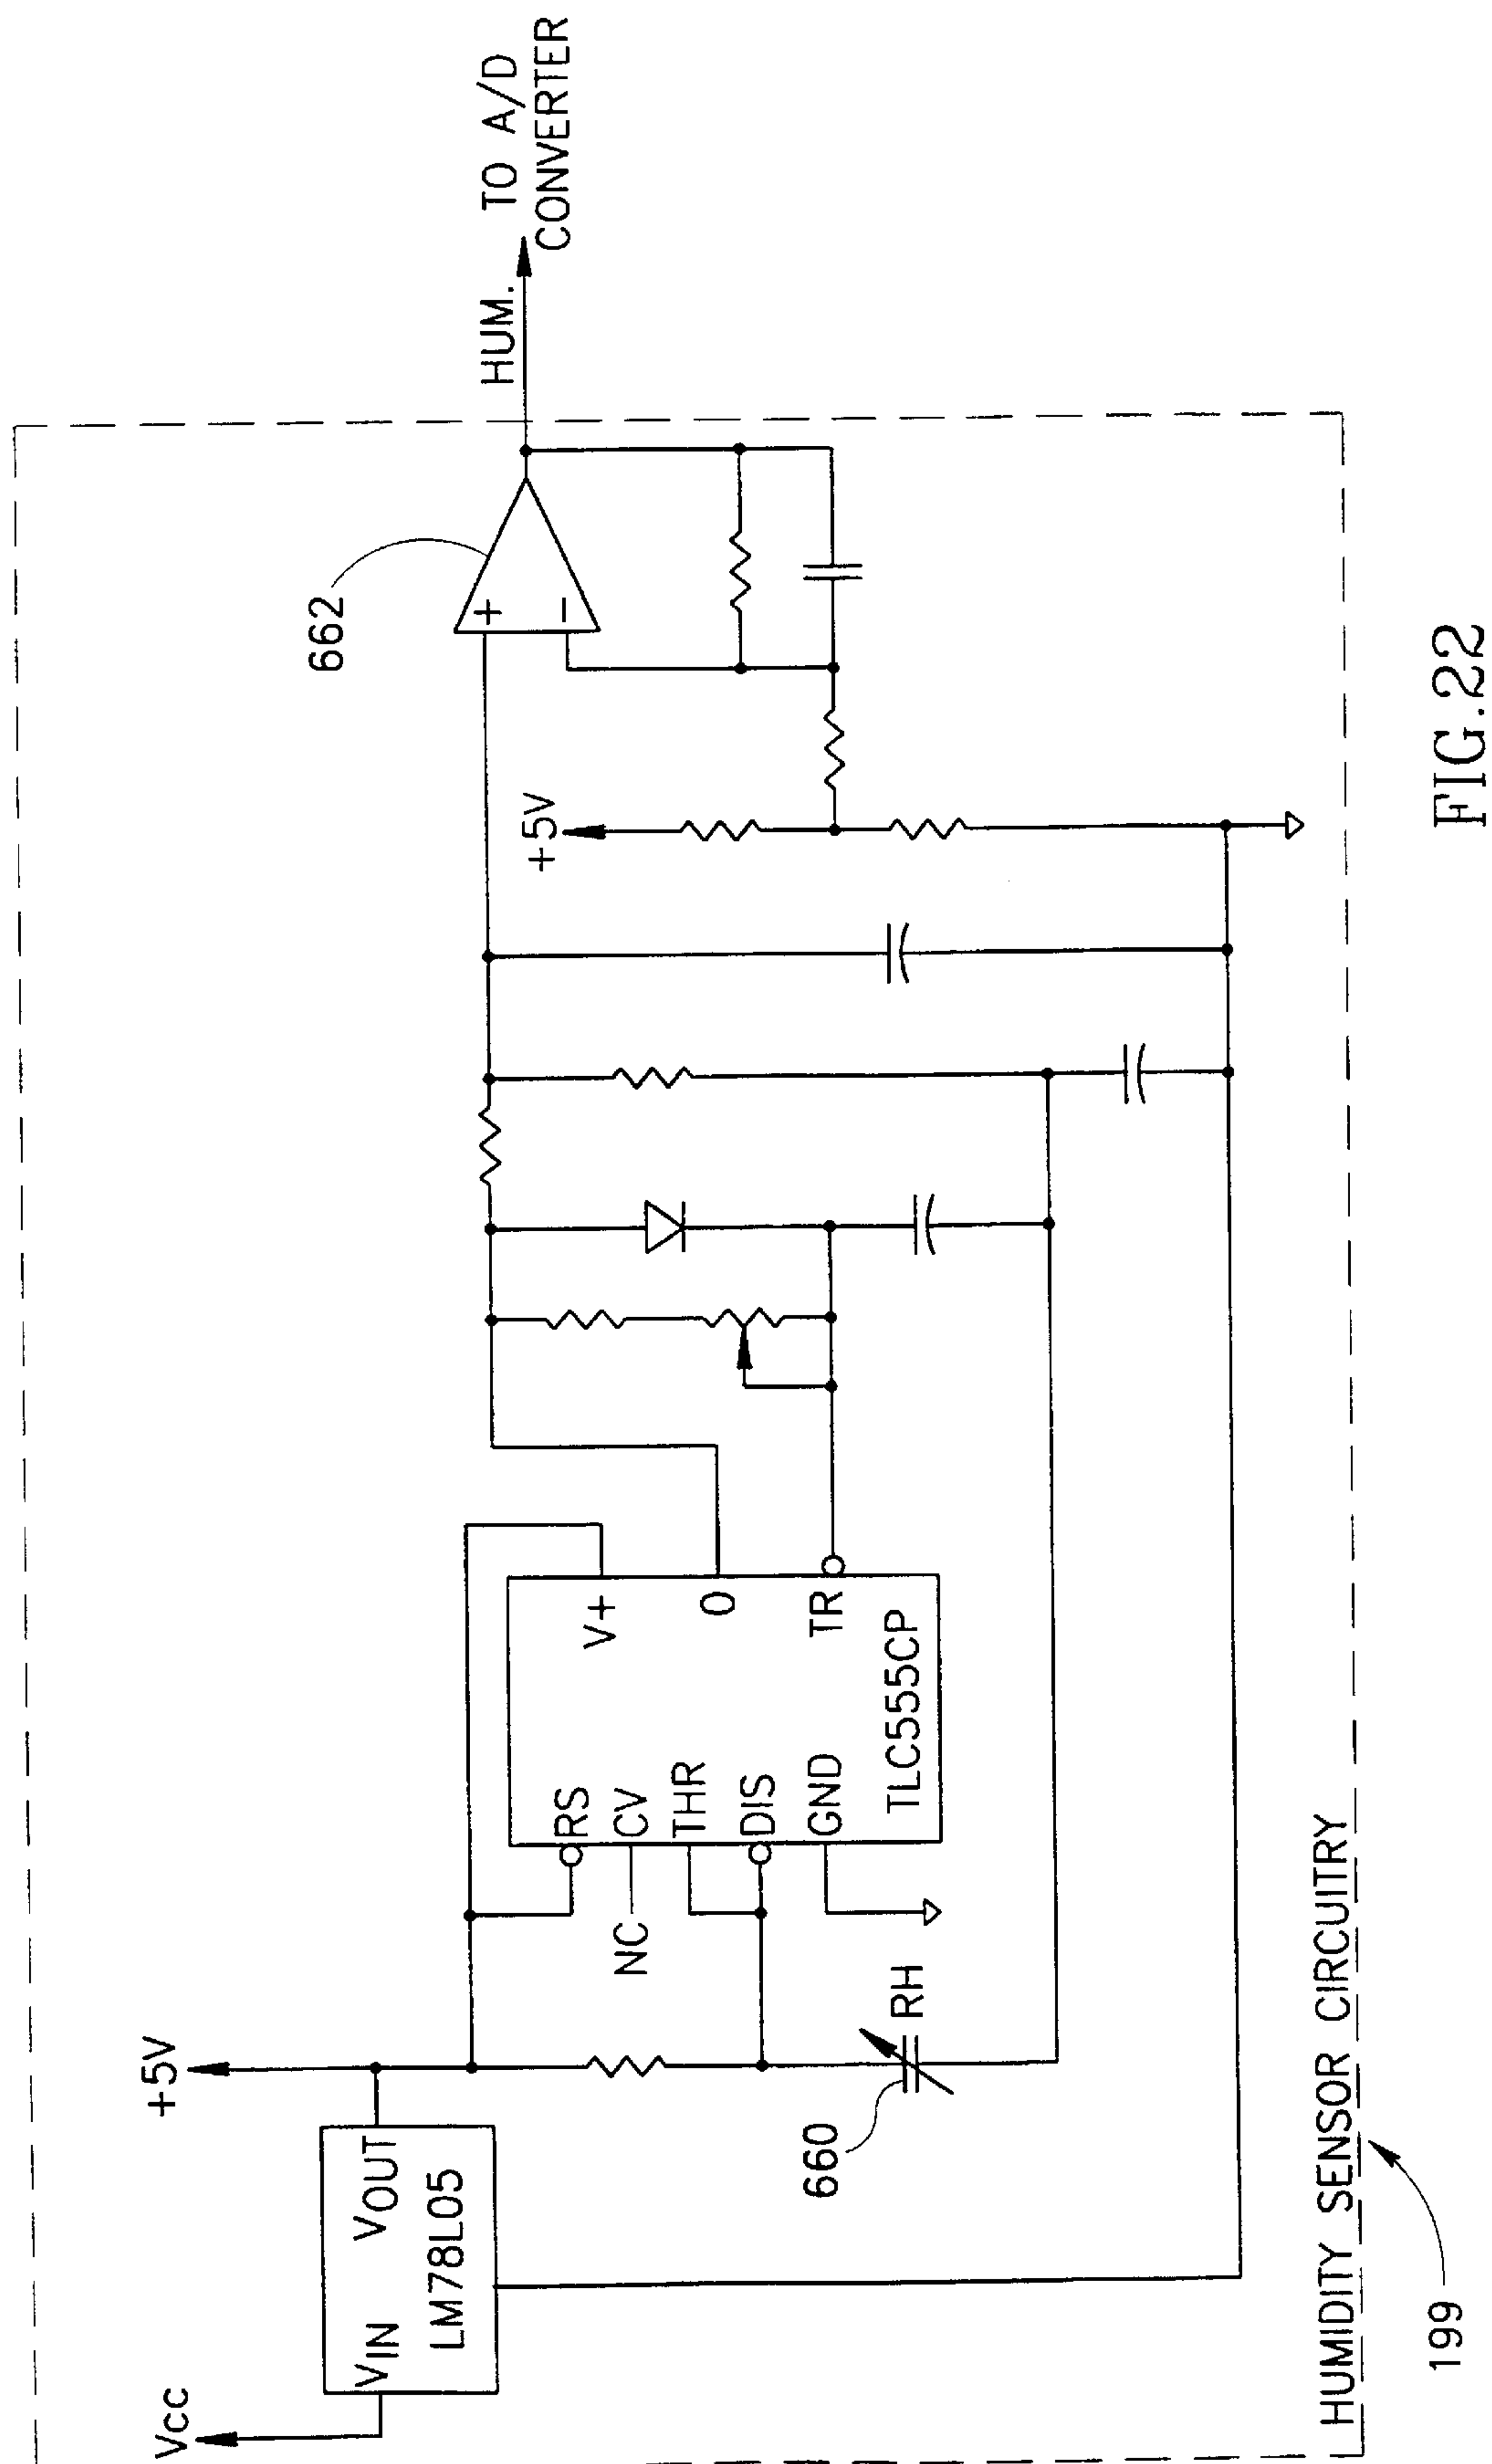 Vcc
VIN
VOUT
LM78L05
+5V
660
RH
NC
RS
CV
THR
DIS
GND
V+
O
TR
TLC555CP
+5V
662
+
−
HUM.
TO A/D
CONVERTER
HUMIDITY SENSOR CIRCUITRY
199
FIG.22